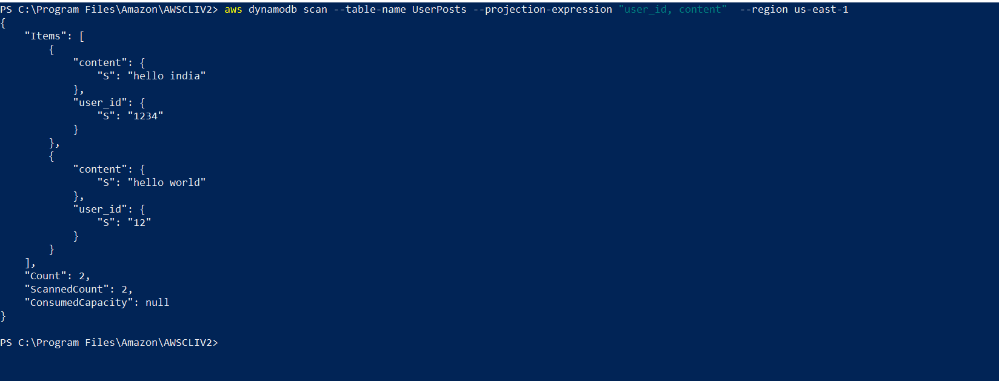 PS C:\Program Files\Amazon\AWSCLIV2> aws dynamodb scan --table-name UserPosts --projection-expression "user_id, content"  --region us-east-1
{
    "Items": [
        {
            "content": {
                "S": "hello india"
            },
            "user_id": {
                "S": "1234"
            }
        },
        {
            "content": {
                "S": "hello world"
            },
            "user_id": {
                "S": "12"
            }
        }
    ],
    "Count": 2,
    "ScannedCount": 2,
    "ConsumedCapacity": null
}
PS C:\Program Files\Amazon\AWSCLIV2>